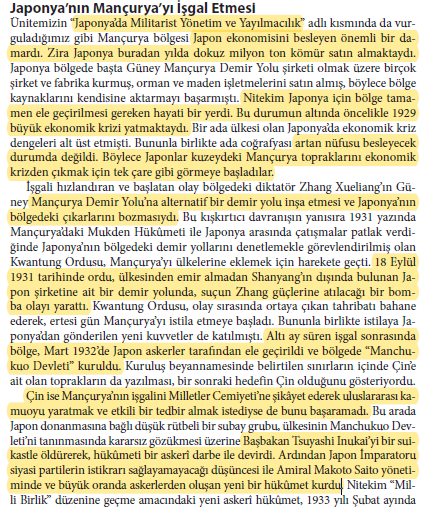 Japonya’nın Mançurya’yı İşgal Etmesi
Ünitemizin “Japonya’da Militarist Yönetim ve Yayılmacılık” adlı kısmında da vur-
guladığımız gibi Mançurya bölgesi Japon ekonomisini besleyen önemli bir da-
mardı. Zira Japonya buradan yılda dokuz milyon ton kömür satın almaktaydı.
Japonya bölgede başta Güney Mançurya Demir Yolu şirketi olmak üzere birçok
şirket ve fabrika kurmuş, orman ve maden işletmelerini satın almış, böylece bölge
kaynaklarını kendisine aktarmayı başarmıştı. Nitekim Japonya için bölge tama-
men ele geçirilmesi gereken hayati bir yerdi. Bu durumun altında öncelikle 1929
büyük ekonomik krizi yatmaktaydı. Bir ada ülkesi olan Japonya’da ekonomik kriz
dengeleri alt üst etmişti. Bununla birlikte ada coğrafyası artan nüfusu besleyecek
durumda değildi. Böylece Japonlar kuzeydeki Mançurya topraklarını ekonomik
krizden çıkmak için tek çare gibi görmeye başladılar.
İşgali hızlandıran ve başlatan olay bölgedeki diktatör Zhang Xueliang’ın Gü-
ney Mançurya Demir Yolu’na alternatif bir demir yolu inşa etmesi ve Japonya’nın
bölgedeki çıkarlarını bozmasıydı. Bu kışkırtıcı davranışın yanısıra 1931 yazında
Mançurya’daki Mukden Hükûmeti ile Japonya arasında çatışmalar patlak verdi-
ğinde Japonya’nın bölgedeki demir yollarını denetlemekle görevlendirilmiş olan
Kwantung Ordusu, Mançurya’yı ülkelerine eklemek için harekete geçti. 18 Eylül
1931 tarihinde ordu, ülkesinden emir almadan Shanyang’ın dışında bulunan Ja-
pon şirketine ait bir demir yolunda, suçun Zhang güçlerine atılacağı bir bom-
ba olayı yarattı. Kwantung Ordusu, olay sırasında ortaya çıkan tahribatı bahane
ederek, ertesi gün Mançurya’yı istila etmeye başladı. Bununla birlikte istilaya Ja-
ponya’dan gönderilen yeni kuvvetler de katılmıştı. Altı ay süren işgal sonrasında
bölge, Mart 1932’de Japon askerler tarafından ele geçirildi ve bölgede “Manchu-
kuo Devleti” kuruldu. Kuruluş beyannamesinde belirtilen sınırların içinde Çin’e
ait olan toprakların da yazılması, bir sonraki hedefin Çin olduğunu gösteriyordu.
Çin ise Mançurya’nın işgalini Milletler Cemiyeti’ne şikâyet ederek uluslararası ka-
muoyu yaratmak ve etkili bir tedbir almak istediyse de bunu başaramadı. Bu arada
Japon donanmasına bağlı düşük rütbeli bir subay grubu, ülkesinin Manchukuo Dev-
leti’ni tanınmasında kararsız gözükmesi üzerine Başbakan Tsuyashi Inukai’yi bir sui-
kastle öldürerek, hükûmeti bir askerî darbe ile devirdi. Ardından Japon İmparatoru
siyasi partilerin istikrarı sağlayamayacağı düşüncesi ile Amiral Makoto Saito yöneti-
minde ve büyük oranda askerlerden oluşan yeni bir hükûmet kurdu. Nitekim “Mil-
lî Birlik” düzenine geçme amacındaki yeni askerî hükûmet, 1933 yılı Şubat ayında